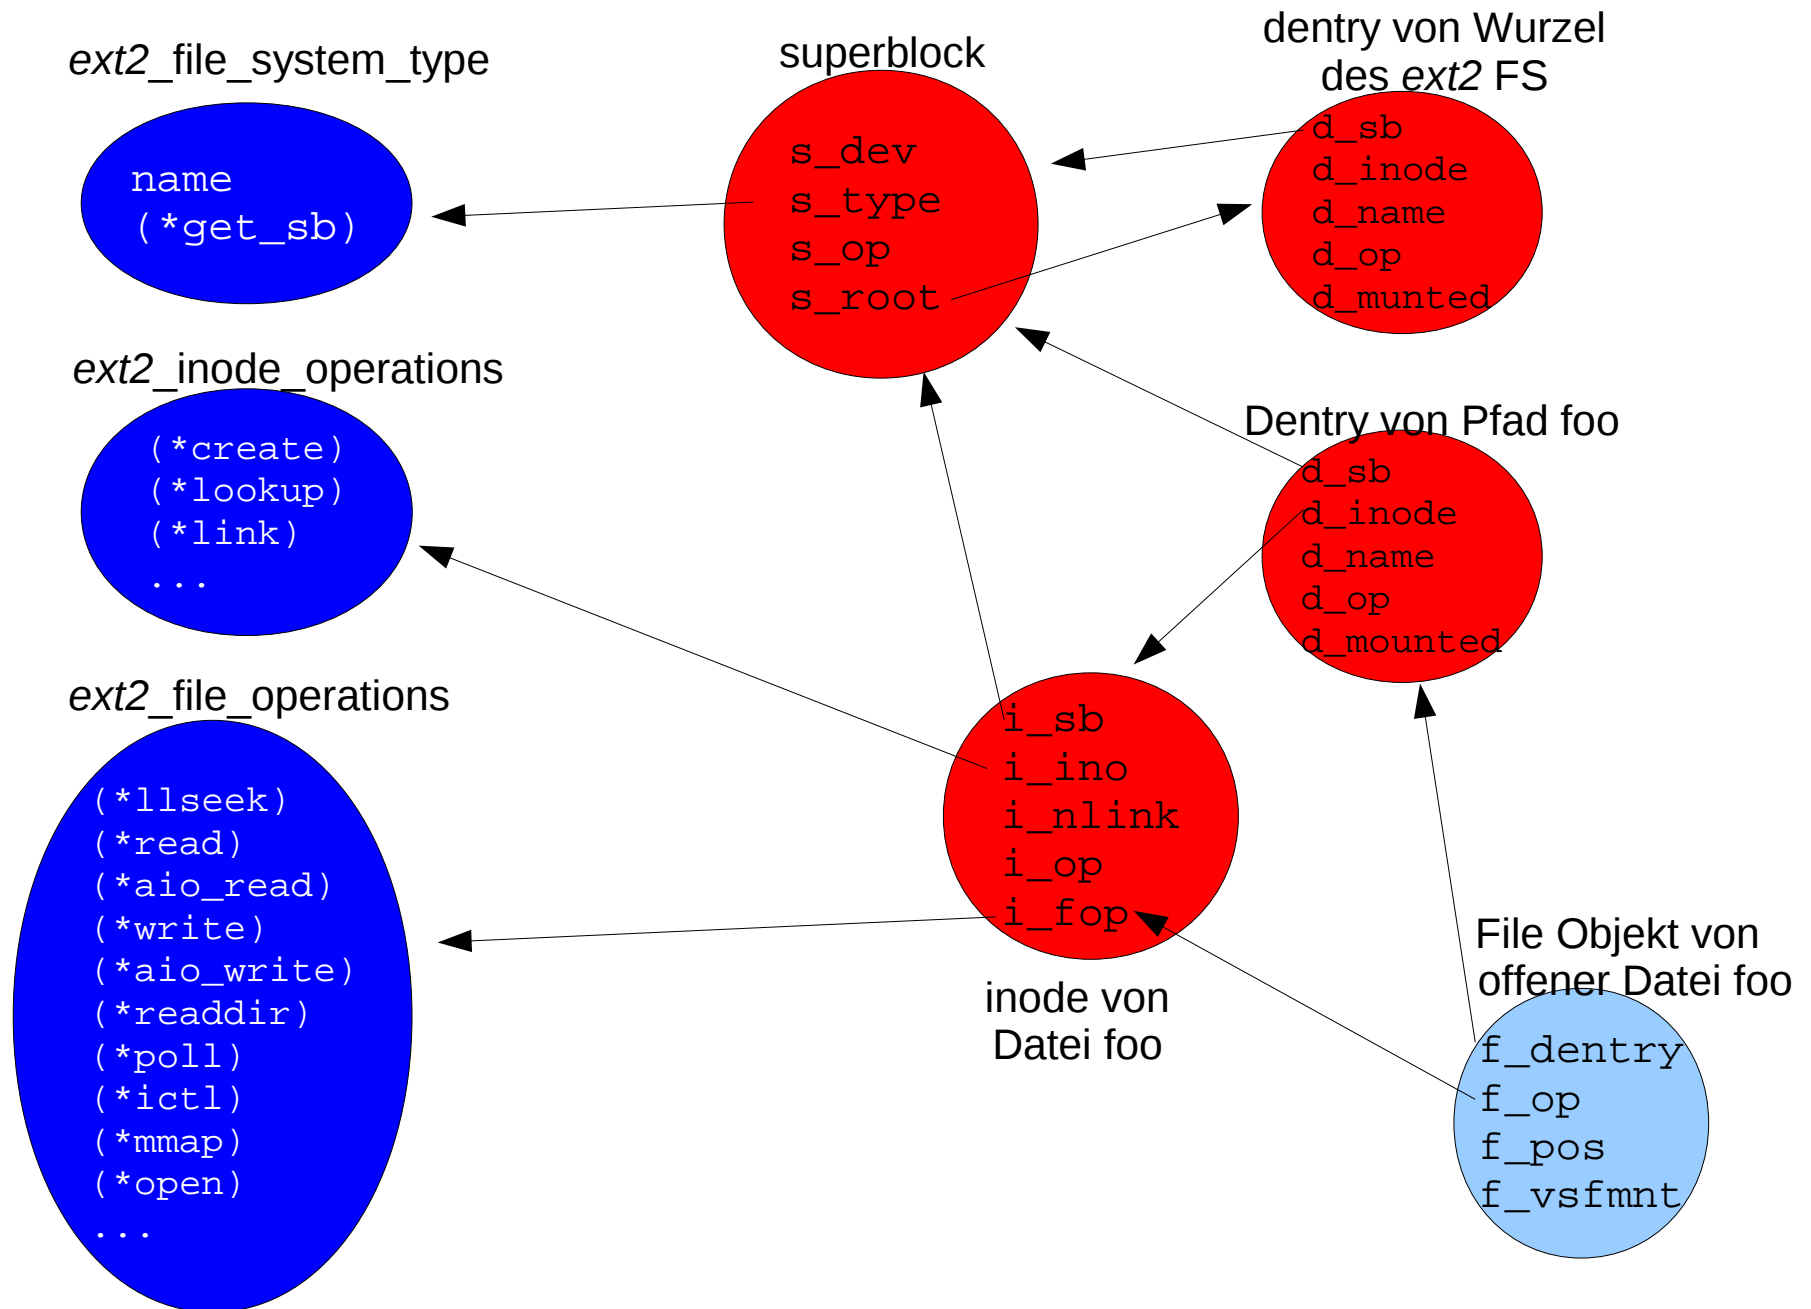 ext2_file_system_type
name
(*get_sb)
superblock
s_dev
s_type
s_op
s_root
dentry von Wurzel
des ext2 FS
d_sb
d_inode
d_name
d_op
d_munted
ext2_inode_operations
(*create)
(*lookup)
(*link)
...
Dentry von Pfad foo
d_sb
d_inode
d_name
d_op
d_mounted
ext2_file_operations
(*llseek)
(*read)
(*aio_read)
(*write)
(*aio_write)
(*readdir)
(*poll)
(*ictl)
(*mmap)
(*open)
...
i_sb
i_ino
i_nlink
i_op
i_fop
inode von
Datei foo
File Objekt von
offener Datei foo
f_dentry
f_op
f_pos
f_vsfmnt